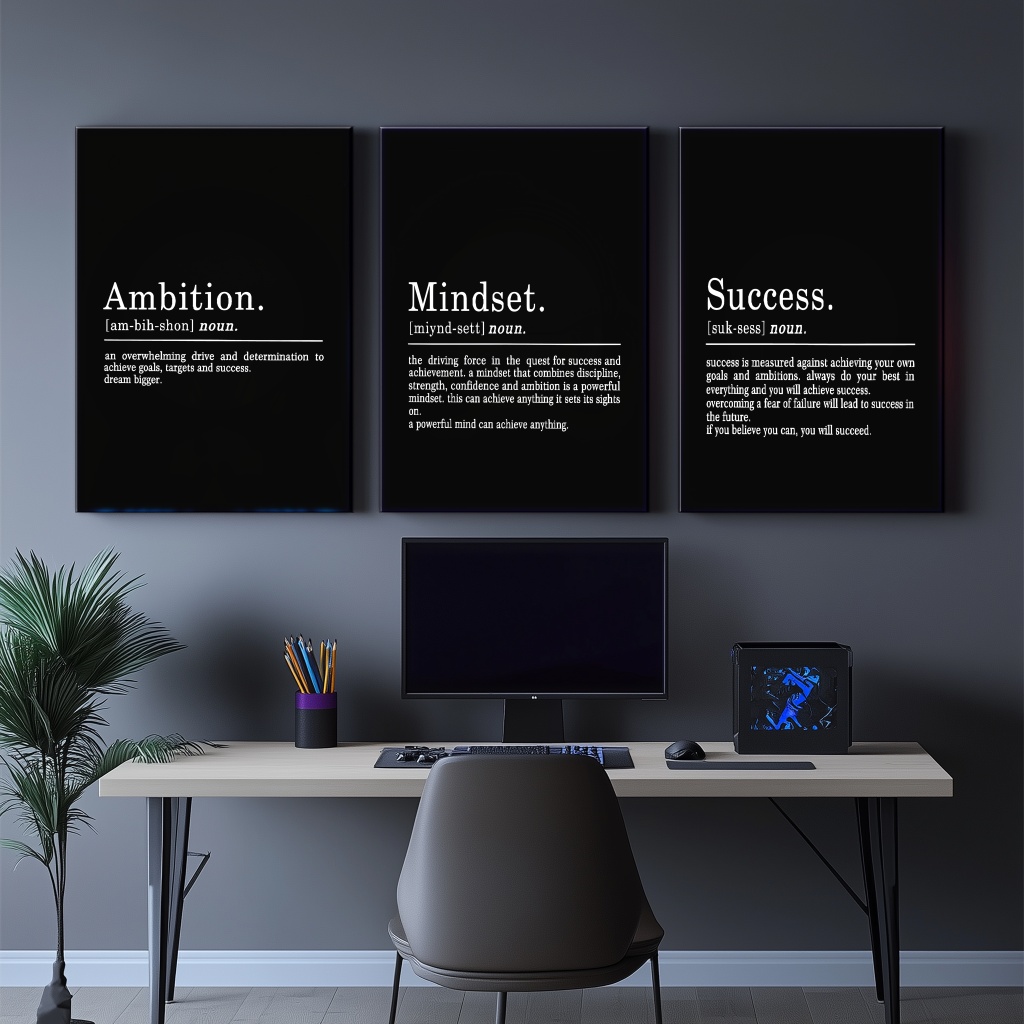 Ambition.
[am-bih-shon] noun.
an overwhelming drive and determination to
achieve goals, targets and success.
dream bigger.
Mindset.
[miynd-sett] noun.
the driving force in the quest for success and
achievement. a mindset that combines discipline,
strength, confidence and ambition is a powerful
mindset. this can achieve anything it sets its sights
on.
a powerful mind can achieve anything.
Success.
[suk-sess] noun.
success is measured against achieving your own
goals and ambitions. always do your best in
everything and you will achieve success.
overcoming a fear of failure will lead to success in
the future.
if you believe you can, you will succeed.